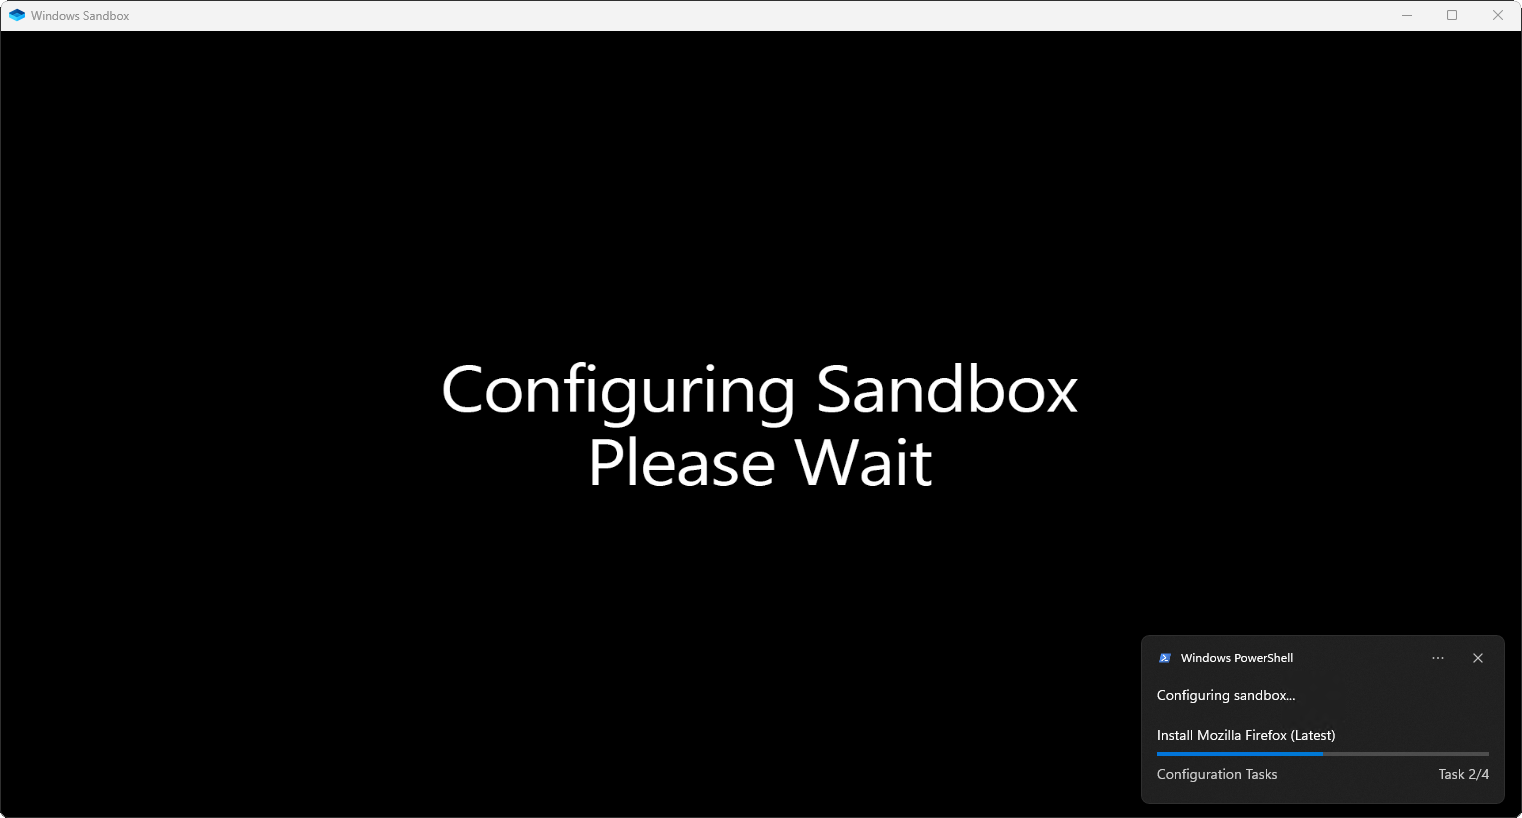 Windows Sandbox
Configuring Sandbox
Please Wait
Windows PowerShell
Configuring sandbox...
Install Mozilla Firefox (Latest)
Configuration Tasks
Task 2/4